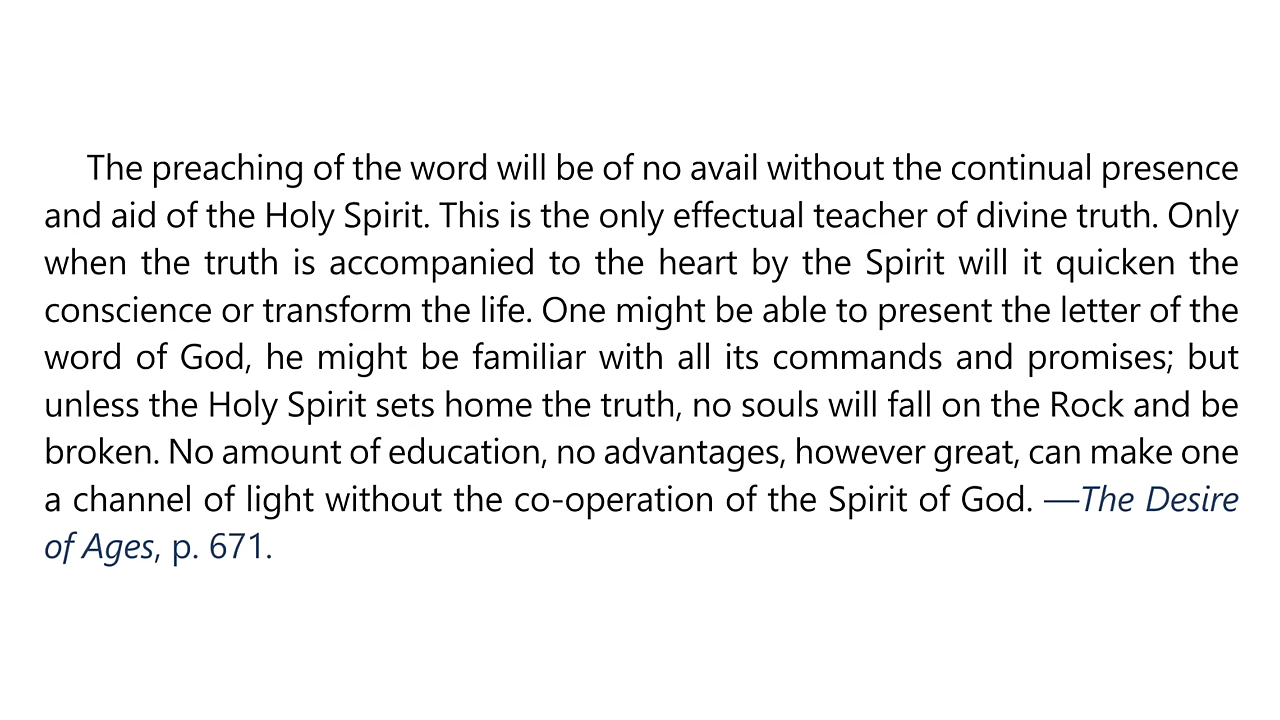 The preaching of the word will be of no avail without the continual presence
and aid of the Holy Spirit. This is the only effectual teacher of divine truth. Only
when the truth is accompanied to the heart by the Spirit will it quicken the
conscience or transform the life. One might be able to present the letter of the
word of God, he might be familiar with all its commands and promises; but
unless the Holy Spirit sets home the truth, no souls will fall on the Rock and be
broken. No amount of education, no advantages, however great, can make one
a channel of light without the co-operation of the Spirit of God. —The Desire
of Ages, p. 671.